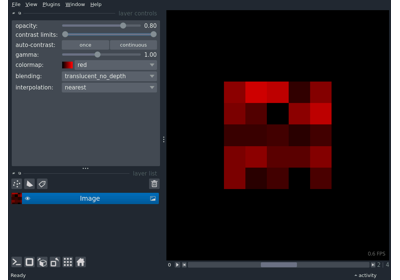 File View Plugins Window Help
layer controls
opacity: 0.80
contrast limits:
auto-contrast: once continuous
gamma: 1.00
colormap: red
blending: translucent_no_depth
interpolation: nearest
layer list
Image
0.6 FPS
0 2 4
Ready activity